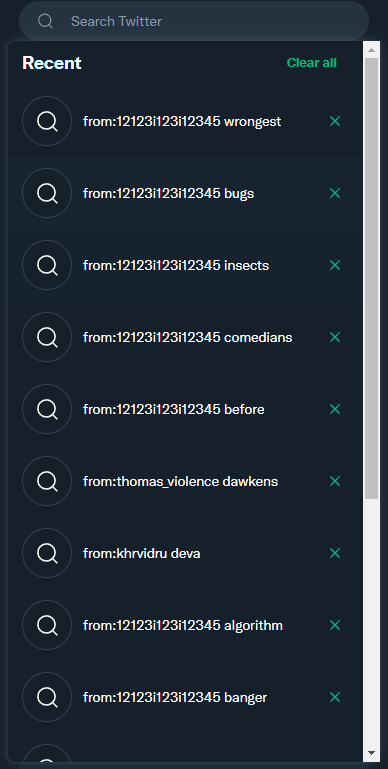 Search Twitter
Recent Clear all
from:12123i123i12345 wrongest
from:12123i123i12345 bugs
from:12123i123i12345 insects
from:12123i123i12345 comedians
from:12123i123i12345 before
from:thomas_violence dawkens
from:khrvidru deva
from:12123i123i12345 algorithm
from:12123i123i12345 banger